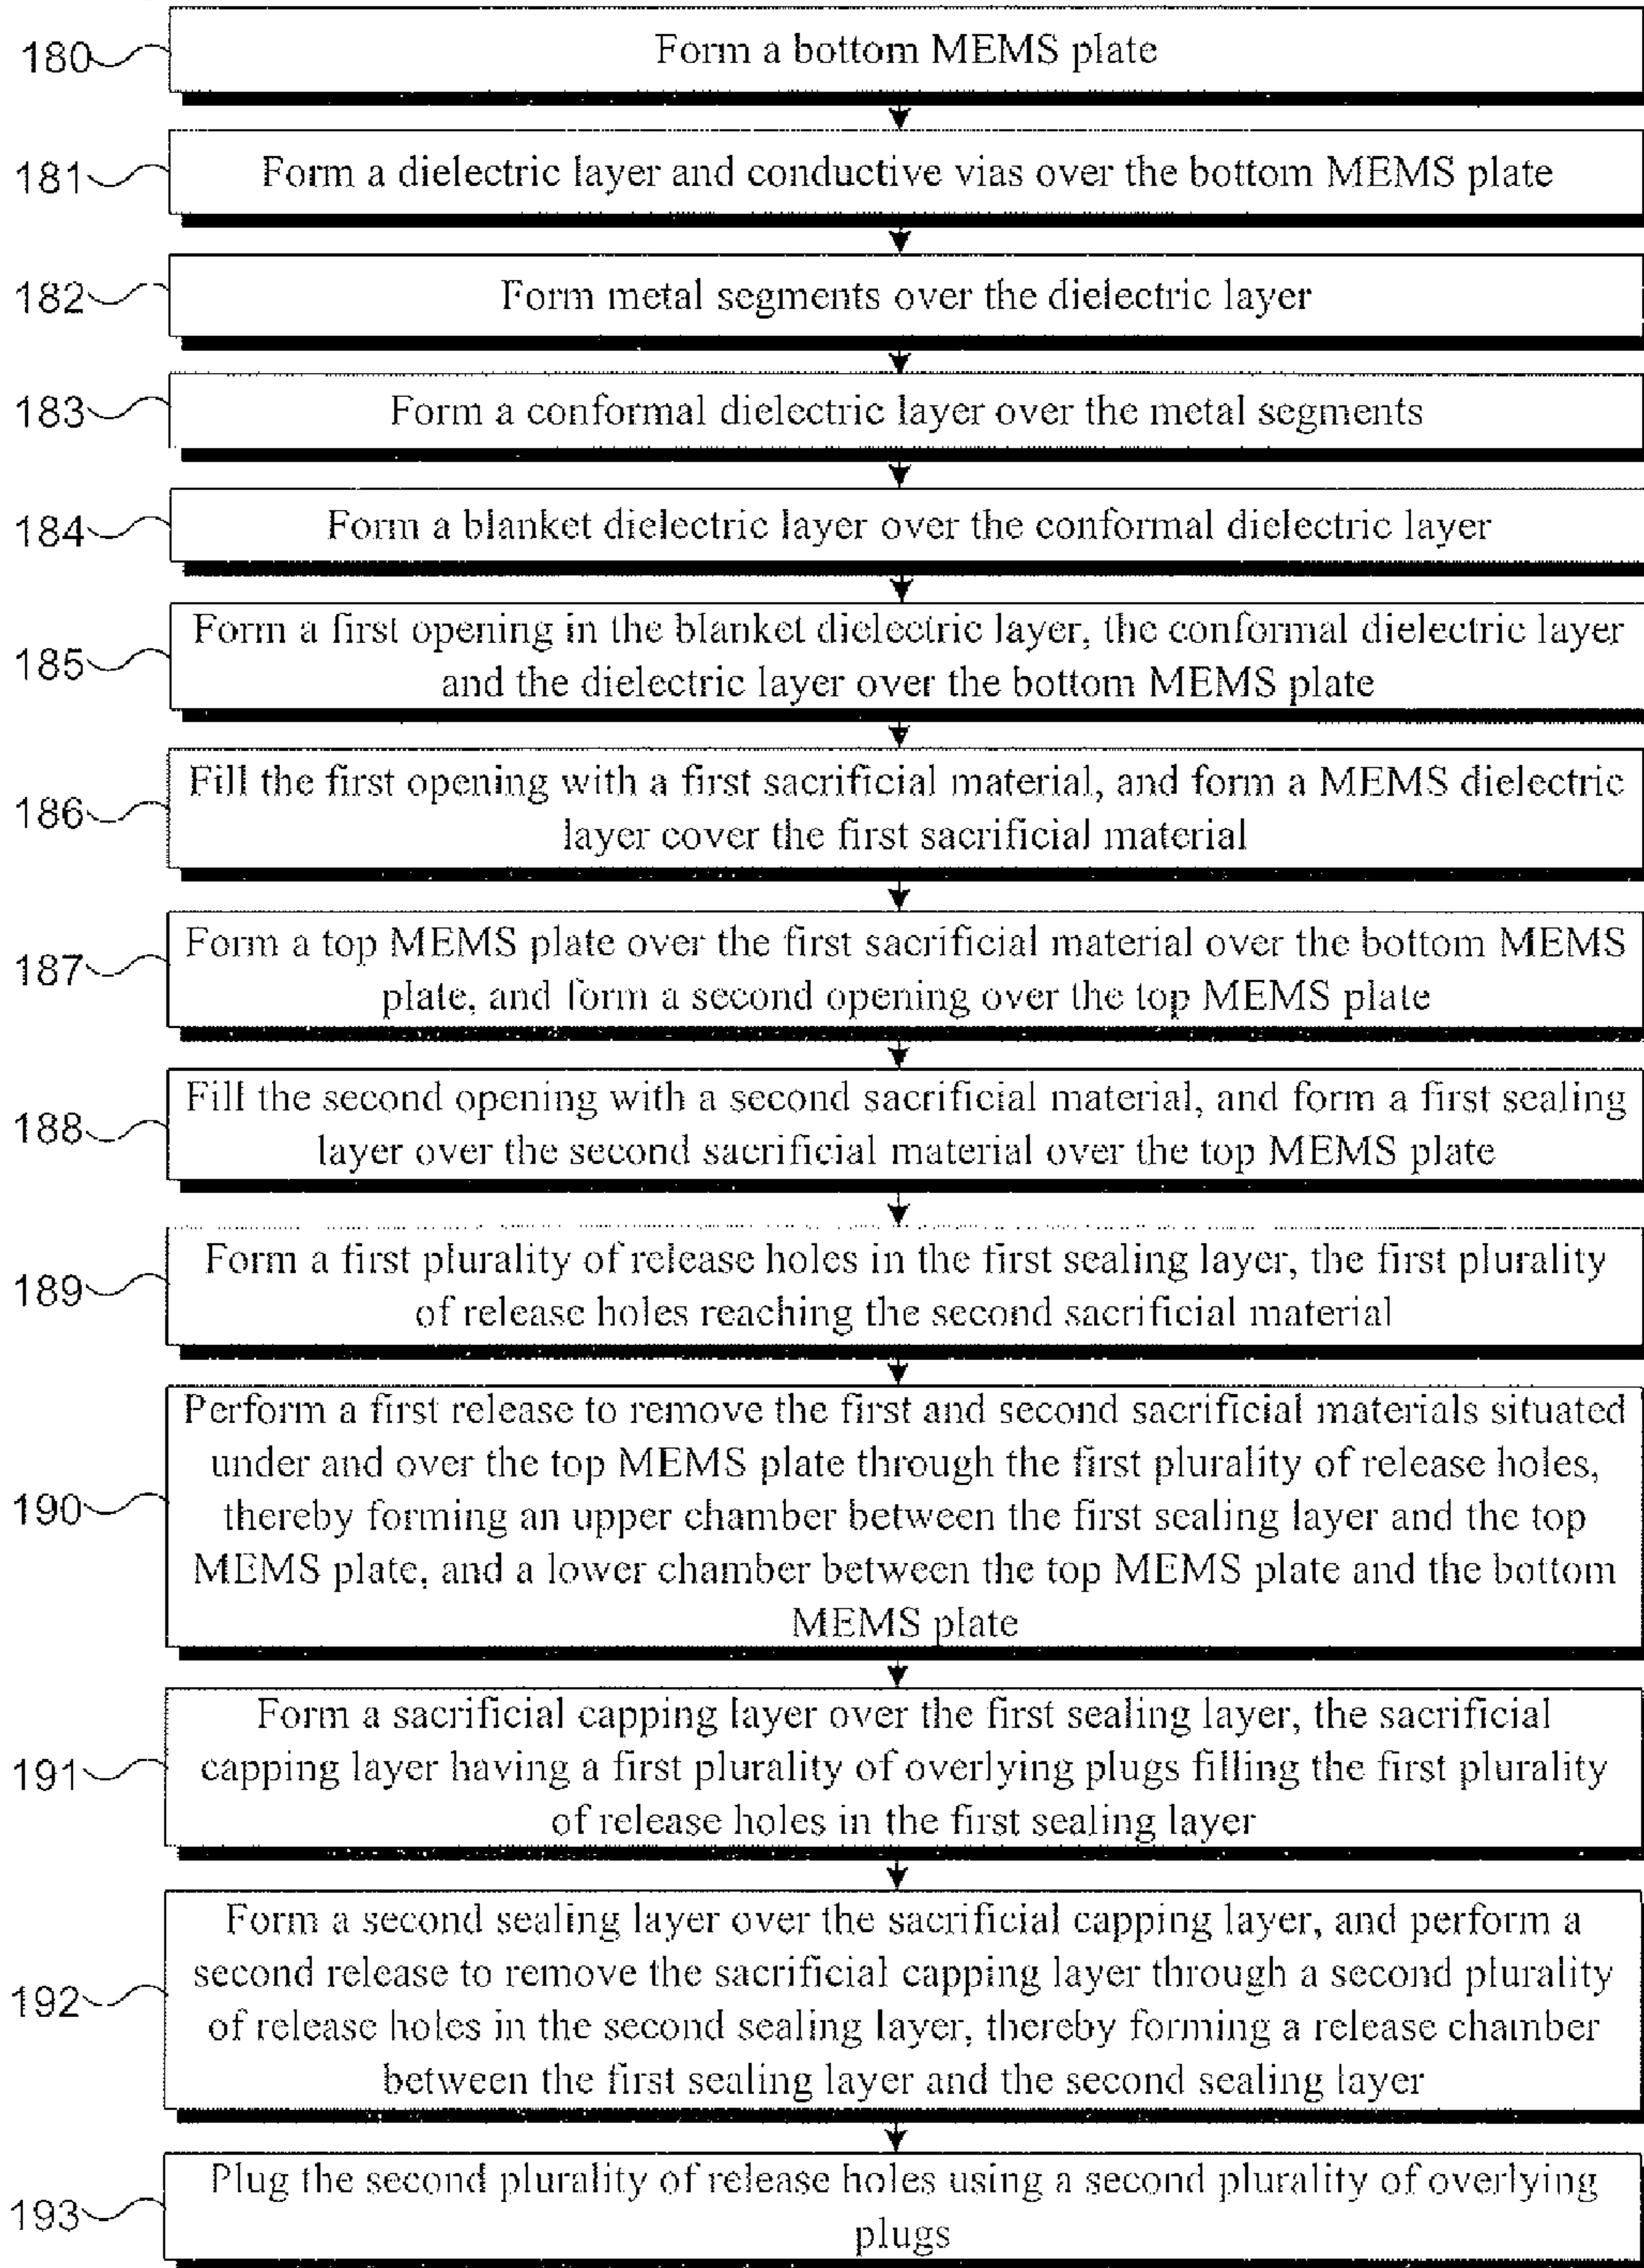 180 Form a bottom MEMS plate
181 Form a dielectric layer and conductive vias over the bottom MEMS plate
182 Form metal segments over the dielectric layer
183 Form a conformal dielectric layer over the metal segments
184 Form a blanket dielectric layer over the conformal dielectric layer
Form a first opening in the blanket dielectric layer, the conformal dielectric layer
185 and the dielectric layer over the bottom MEMS plate
Fill the first opening with a first sacrificial material, and form a MEMS dielectric
186 layer cover the first sacrificial material
Form a top MEMS plate over the first sacrificial material over the bottom MEMS
187 plate, and form a second opening over the top MEMS plate
Fill the second opening with a second sacrificial material, and form a first sealing
188 layer over the second sacrificial material over the top MEMS plate
Form a first plurality of release holes in the first sealing layer, the first plurality
189 of release holes reaching the second sacrificial material
Perform a first release to remove the first and second sacrificial materials situated
under and over the top MEMS plate through the first plurality of release holes,
190 thereby forming an upper chamber between the first sealing layer and the top
MEMS plate, and a lower chamber between the top MEMS plate and the bottom
MEMS plate
Form a sacrificial capping layer over the first sealing layer, the sacrificial
191 capping layer having a first plurality of overlying plugs filling the first plurality
of release holes in the first sealing layer
Form a second sealing layer over the sacrificial capping layer, and perform a
second release to remove the sacrificial capping layer through a second plurality
192 of release holes in the second sealing layer, thereby forming a release chamber
between the first sealing layer and the second sealing layer
Plug the second plurality of release holes using a second plurality of overlying
193 plugs